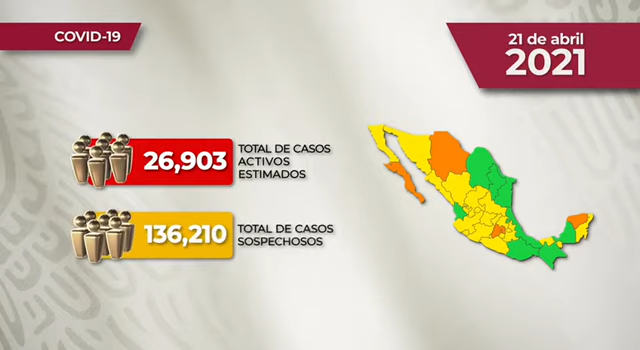 COVID-19
21 de abril
2021
26,903
TOTAL DE CASOS
ACTIVOS
ESTIMADOS
136,210
TOTAL DE CASOS
SOSPECHOSOS